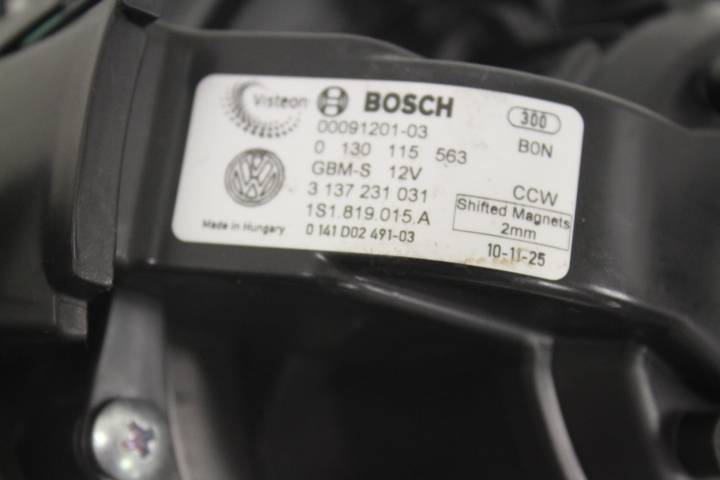 Visteon BOSCH 300
00091201-03
0 130 115 563 B0N
GBM-S 12V
3 137 231 031 CCW
1S1.819.015.A Shifted Magnets
2mm
Made in Hungary 0 141 D02 491-03 10-11-25